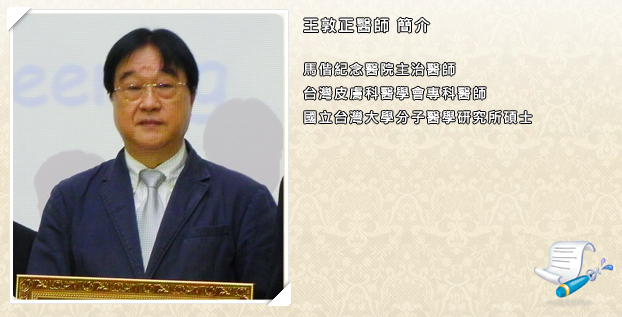 王敦正醫師 簡介
馬偕紀念醫院主治醫師
台灣皮膚科醫學會專科醫師
國立台灣大學分子醫學研究所碩士